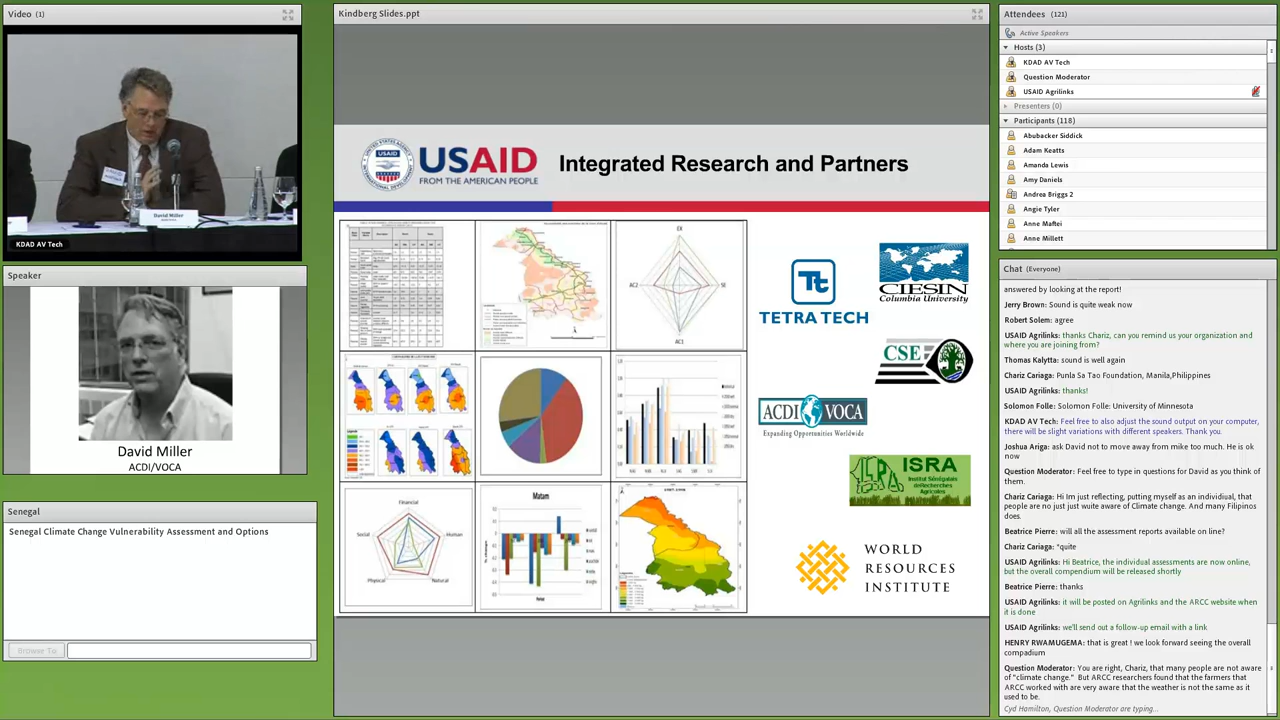 Video (1)
David Miller
KDAD AV Tech
Speaker
David Miller
ACDI/VOCA
Senegal
Senegal Climate Change Vulnerability Assessment and Options
Browse To
Kindberg Slides.ppt
USAID
USAID
FROM THE AMERICAN PEOPLE
Integrated Research and Partners
EX
SE
AC1
AC2
Financial
Human
Natural
Physical
Social
Matam
TETRA TECH
CIESIN
Columbia University
CSE
ACDI VOCA
Expanding Opportunities Worldwide
ISRA
Institut Sénégalais
deRecherches
Agricoles
WORLD
RESOURCES
INSTITUTE
Attendees (121)
Active Speakers
Hosts (3)
KDAD AV Tech
Question Moderator
USAID Agrilinks
Presenters (0)
Participants (118)
Abubacker Siddick
Adam Keatts
Amanda Lewis
Amy Daniels
Andrea Briggs 2
Angie Tyler
Anne Maftei
Anne Millett
Chat (Everyone)
answered by looking at the report!
Jerry Brown: Sound is quite weak now
Robert Solem: agree
USAID Agrilinks: thanks Chariz, can you remind us your organization and
where you are joining from?
Thomas Kalytta: sound is well again
Chariz Cariaga: Punla Sa Tao Foundation, Manila,Philippines
USAID Agrilinks: thanks!
Solomon Folle: Solomon Folle: University of Minnesota
KDAD AV Tech: Feel free to also adjust the sound output on your computer,
there will be slight variations with different speakers. Thank you.
Joshua Ariga: ask David not to move away from mike too much. He is ok
now
Question Moderator: Feel free to type in questions for David as you think of
them.
Chariz Cariaga: Hi Im just reflecting, putting myself as an individiual, that
people are no just just wuite aware of Climate change. And many Filipinos
does.
Beatrice Pierre: will all the assessment reports available on line?
Chariz Cariaga: *quite
USAID Agrilinks: Hi Beatrice, the individual assessments are now online,
but the overall compendium will be released shortly
Beatrice Pierre: thanks
USAID Agrilinks: it will be posted on Agrilinks and the ARCC website when
it is done
USAID Agrilinks: we'll send out a follow-up email with a link
HENRY RWAMUGEMA: that is great ! we look forward seeing the overall
compadium
Question Moderator: You are right, Chariz, that many people are not aware
of "climate change." But ARCC researchers found that the farmers that
ARCC worked with are very aware that the weather is not the same as it
used to be.
Cyd Hamilton, Question Moderator are typing...